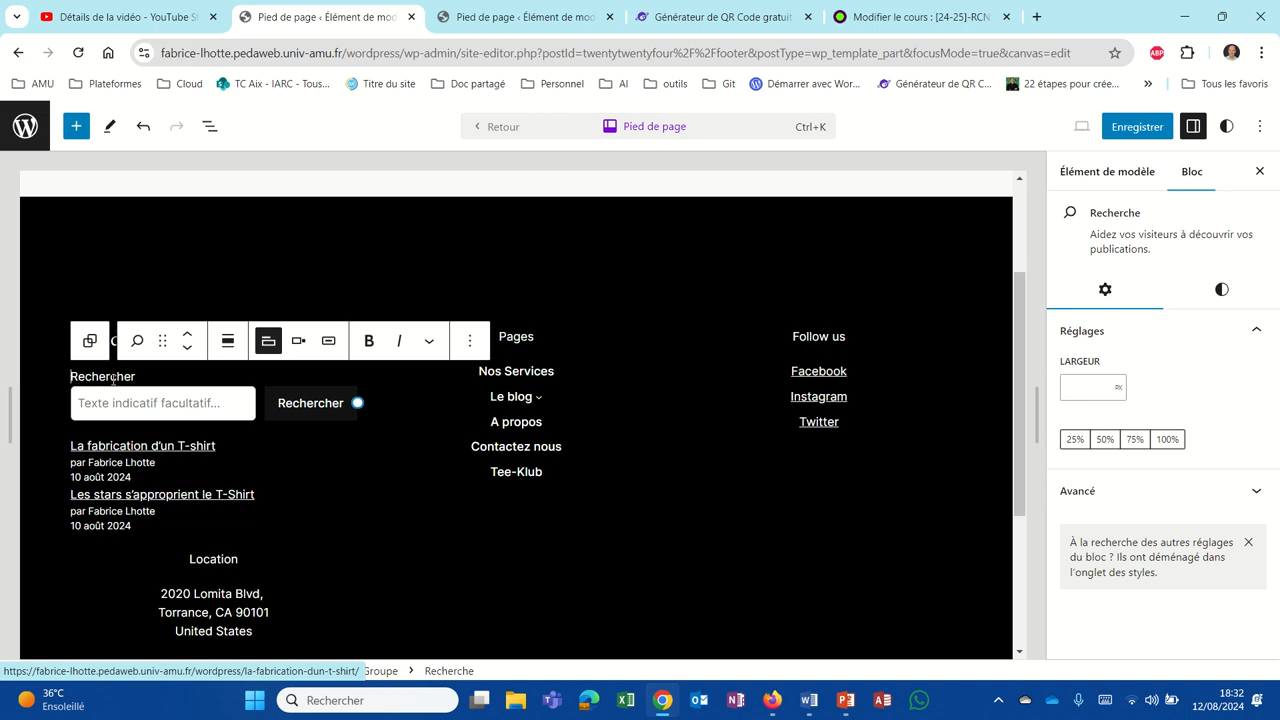 Détails de la vidéo - YouTube St
Pied de page ‹ Élément de mod
Pied de page ‹ Élément de mod
Générateur de QR Code gratuit
Modifier le cours : [24-25]-RCN
fabrice-lhotte.pedaweb.univ-amu.fr/wordpress/wp-admin/site-editor.php?postId=twentytwentyfour%2F%2Ffooter&postType=wp_template_part&focusMode=true&canvas=edit
AMU
Plateformes
Cloud
TC Aix - IARC - Tous...
Titre du site
Doc partagé
Personnel
AI
outils
Git
Démarrer avec Wor...
Générateur de QR C...
22 étapes pour crée...
Tous les favoris
Retour
Pied de page
Ctrl+K
Enregistrer
Élément de modèle
Bloc
Recherche
Aidez vos visiteurs à découvrir vos
publications.
Réglages
LARGEUR
PX
25% 50% 75% 100%
Avancé
À la recherche des autres réglages
du bloc ? Ils ont déménagé dans
l'onglet des styles.
B I
Rechercher
Texte indicatif facultatif...
Rechercher
La fabrication d'un T-shirt
par Fabrice Lhotte
10 août 2024
Les stars s'approprient le T-Shirt
par Fabrice Lhotte
10 août 2024
Location
2020 Lomita Blvd,
Torrance, CA 90101
United States
Pages
Nos Services
Le blog
A propos
Contactez nous
Tee-Klub
Follow us
Facebook
Instagram
Twitter
https://fabrice-lhotte.pedaweb.univ-amu.fr/wordpress/la-fabrication-dun-t-shirt/
Groupe
Recherche
36°C
Ensoleillé
Rechercher
18:32
12/08/2024